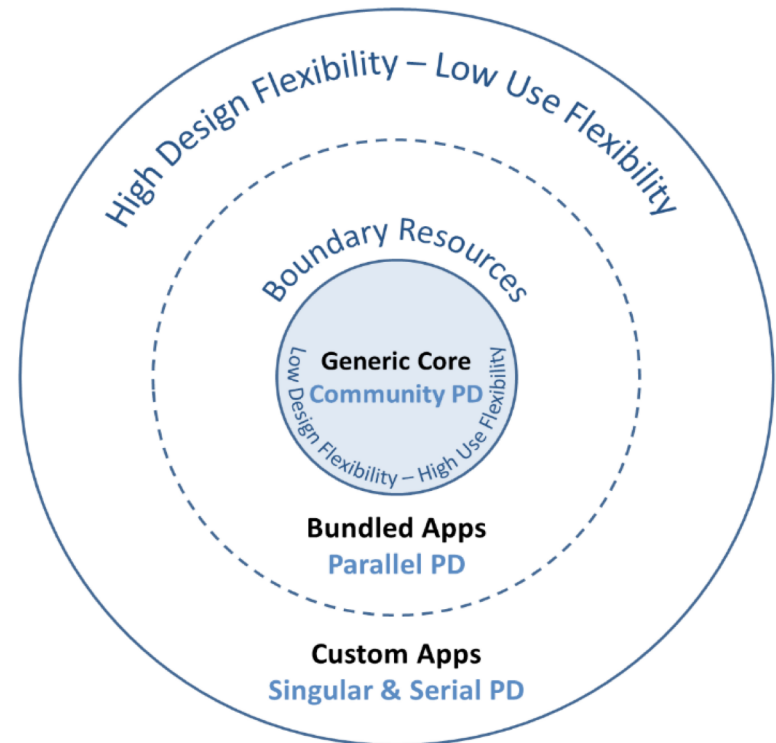 High Design Flexibility – Low Use Flexibility
Boundary Resources
Generic Core
Community PD
Low Design Flexibility – High Use Flexibility
Bundled Apps
Parallel PD
Custom Apps
Singular & Serial PD